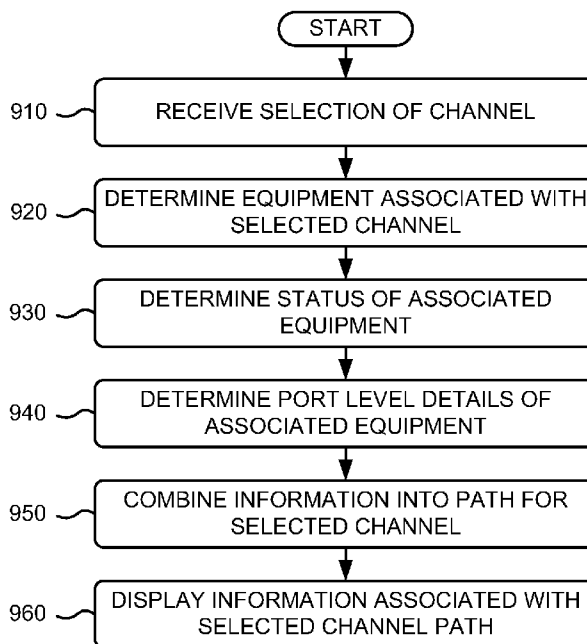 START
910
RECEIVE SELECTION OF CHANNEL
920
DETERMINE EQUIPMENT ASSOCIATED WITH
SELECTED CHANNEL
930
DETERMINE STATUS OF ASSOCIATED
EQUIPMENT
940
DETERMINE PORT LEVEL DETAILS OF
ASSOCIATED EQUIPMENT
950
COMBINE INFORMATION INTO PATH FOR
SELECTED CHANNEL
960
DISPLAY INFORMATION ASSOCIATED WITH
SELECTED CHANNEL PATH